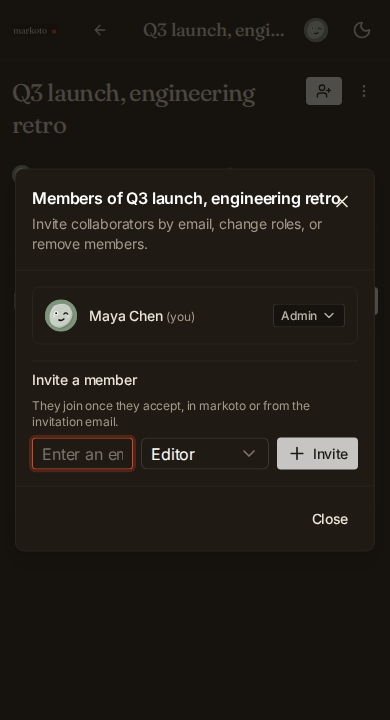 markoto
Q3 launch, engi...
Q3 launch, engineering
retro
Members of Q3 launch, engineering retro
Invite collaborators by email, change roles, or
remove members.
Maya Chen (you)
Admin
Invite a member
They join once they accept, in markoto or from the
invitation email.
Enter an en
Editor
Invite
Close